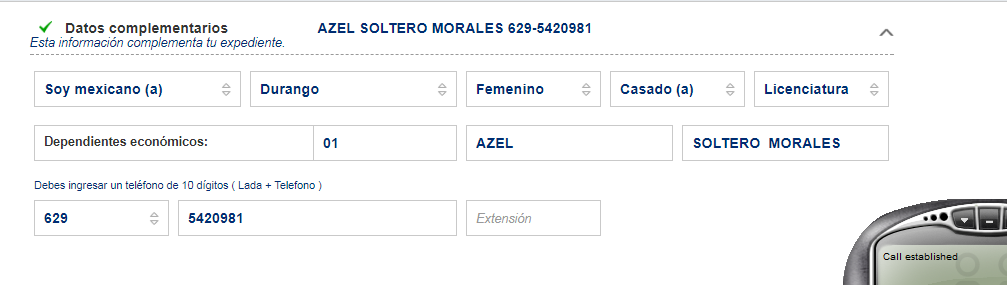 Datos complementarios AZEL SOLTERO MORALES 629-5420981
Esta información complementa tu expediente.
Soy mexicano (a) Durango Femenino Casado (a) Licenciatura
Dependientes económicos: 01 AZEL SOLTERO MORALES
Debes ingresar un teléfono de 10 dígitos ( Lada + Telefono )
629 5420981 Extensión
Call established